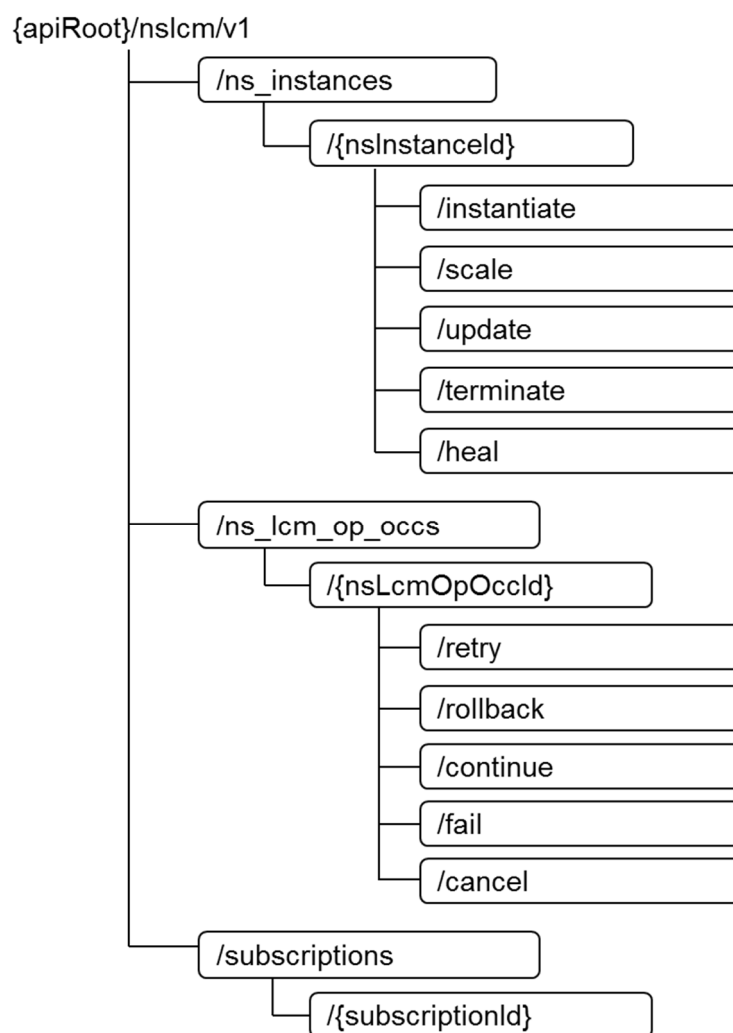 {apiRoot}/nslcm/v1
/ns_instances
/{nsInstanceId}
/instantiate
/scale
/update
/terminate
/heal
/ns_lcm_op_occs
/{nsLcmOpOccId}
/retry
/rollback
/continue
/fail
/cancel
/subscriptions
/{subscriptionId}